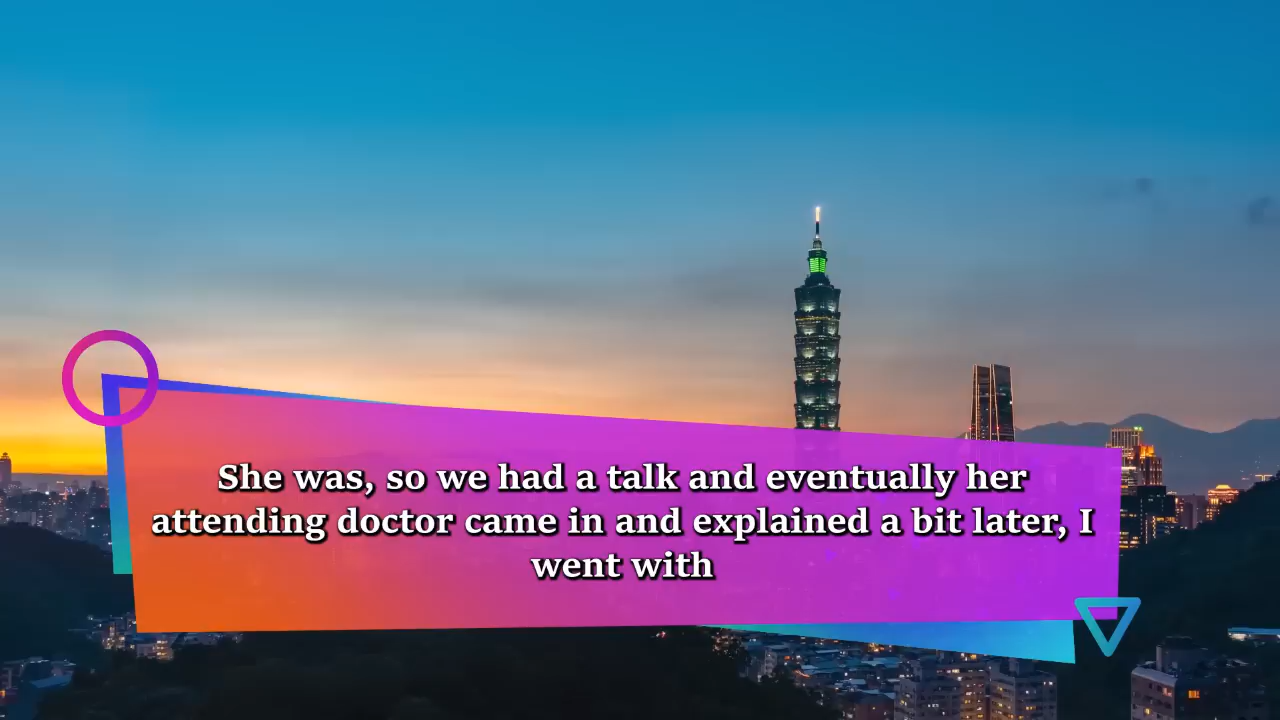 She was, so we had a talk and eventually her
attending doctor came in and explained a bit later, I
went with